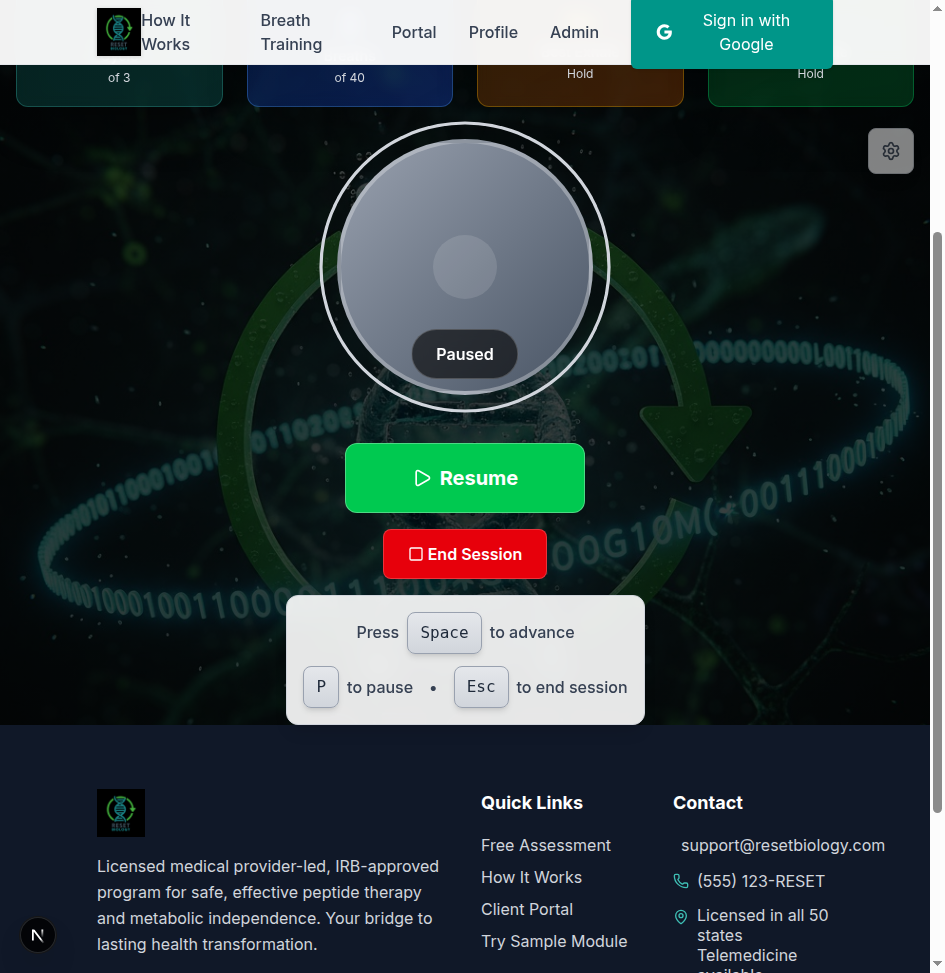 How It
Works
Breath
Training
Portal
Profile
Admin
Sign in with
Google
of 3
of 40
Hold
Hold
Paused
Resume
End Session
Press Space to advance
P to pause • Esc to end session
RESET
BIOLOGY
Licensed medical provider-led, IRB-approved
program for safe, effective peptide therapy
and metabolic independence. Your bridge to
lasting health transformation.
Quick Links
Free Assessment
How It Works
Client Portal
Try Sample Module
Contact
support@resetbiology.com
(555) 123-RESET
Licensed in all 50
states
Telemedicine
N